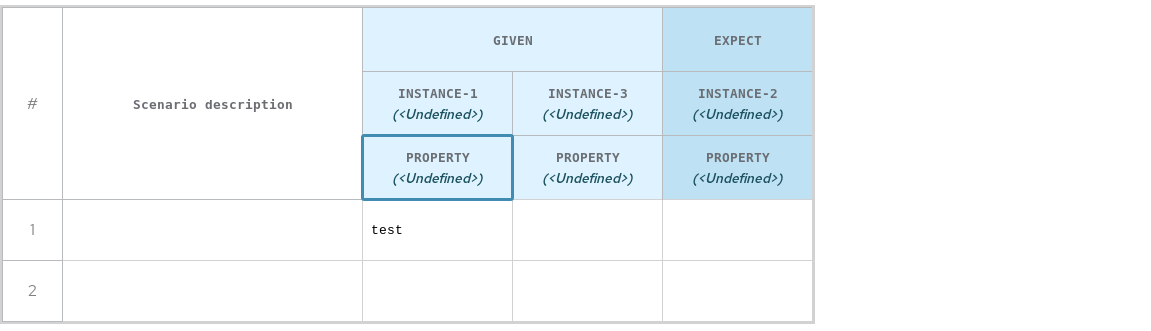 #
Scenario description
GIVEN
EXPECT
INSTANCE-1
(<Undefined>)
INSTANCE-3
(<Undefined>)
INSTANCE-2
(<Undefined>)
PROPERTY
(<Undefined>)
PROPERTY
(<Undefined>)
PROPERTY
(<Undefined>)
1
test
2